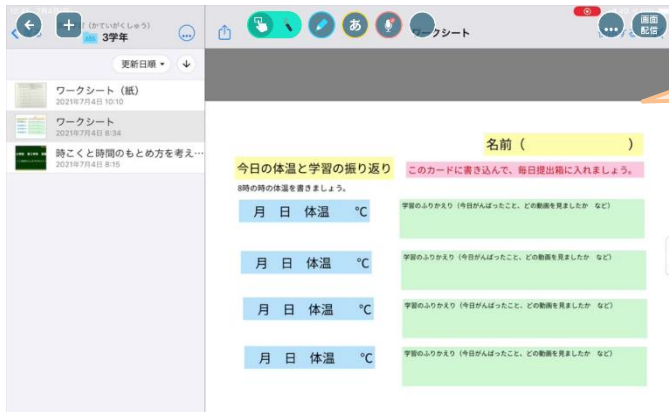 (かていがくしゅう)
3学年
更新日順
ワークシート（紙）
2021年7月4日 10:10
ワークシート
2021年7月4日 8:34
時こくと時間のもとめ方を考え…
2021年7月4日 8:15
あ
ワークシート
画面
配信
名前（　　　　　　）
今日の体温と学習の振り返り
このカードに書き込んで、毎日提出箱に入れましょう。
8時の時の体温を書きましょう。
月 日 体温 ℃
学習のふりかえり（今日がんばったこと、どの動画を見ましたか など）
月 日 体温 ℃
学習のふりかえり（今日がんばったこと、どの動画を見ましたか など）
月 日 体温 ℃
学習のふりかえり（今日がんばったこと、どの動画を見ましたか など）
月 日 体温 ℃
学習のふりかえり（今日がんばったこと、どの動画を見ましたか など）